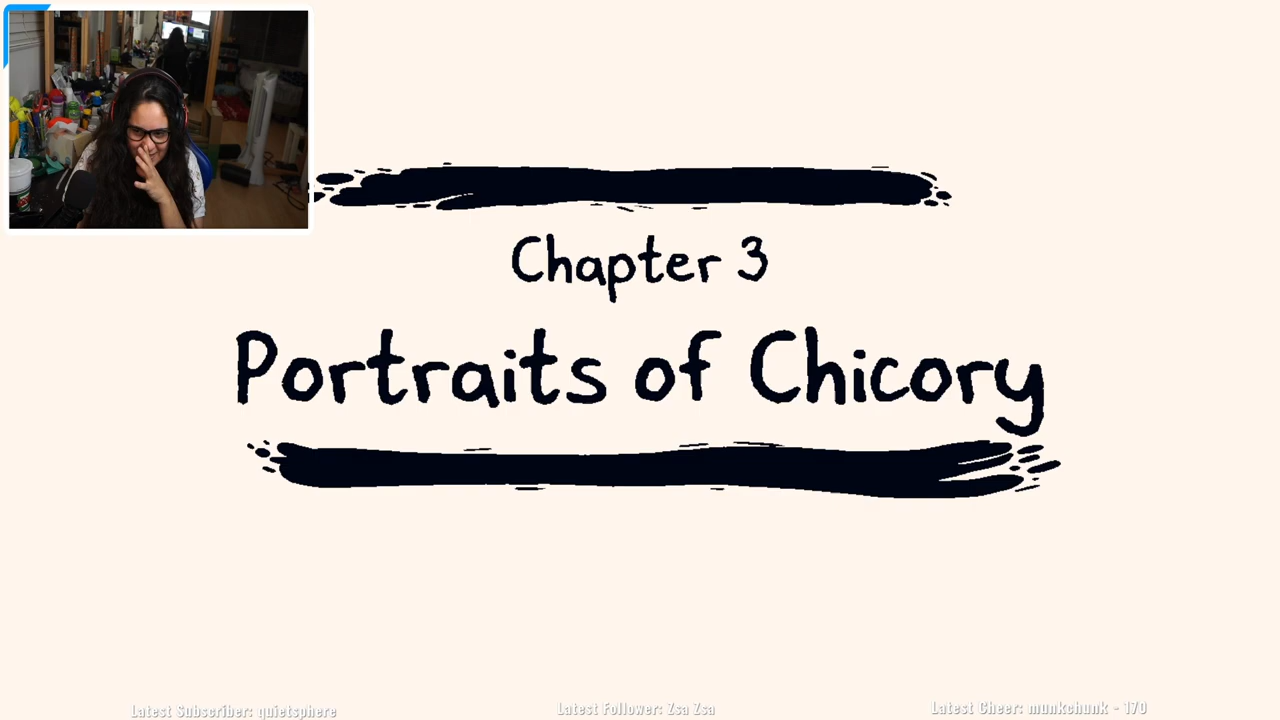 Chapter 3
Portraits of Chicory
Latest Subscriber: quietsphere
Latest Follower: Zsa Zsa
Latest Cheer: munkchunk - 170